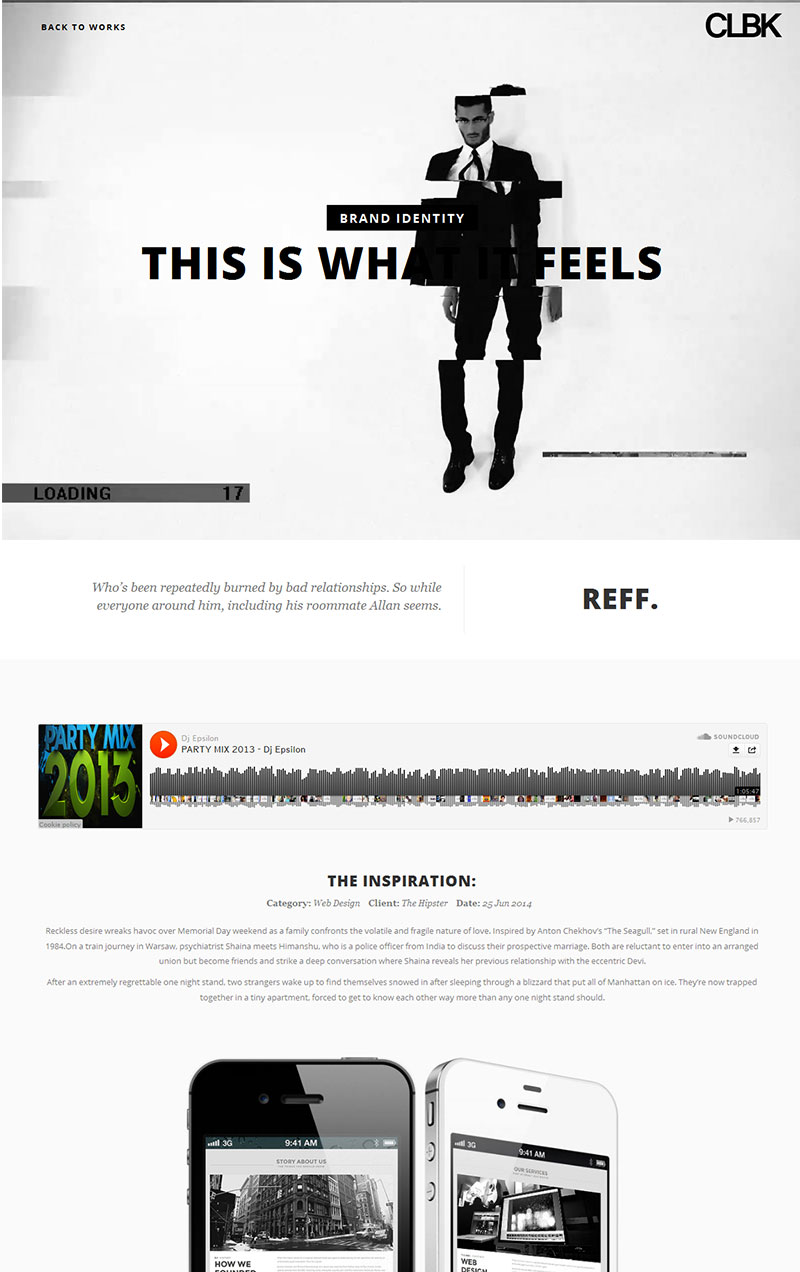 BACK TO WORKS
CLBK
BRAND IDENTITY
THIS IS WHAT IT FEELS
LOADING 17
Who's been repeatedly burned by bad relationships. So while
everyone around him, including his roommate Allan seems.
REFF.
PARTY MIX
2013
Cookie policy
Dj Epsilon
PARTY MIX 2013 - Dj Epsilon
SOUNDCLOUD
1:05:47
766,857
THE INSPIRATION:
Category: Web Design Client: The Hipster Date: 25 Jun 2014
Reckless desire wreaks havoc over Memorial Day weekend as a family confronts the volatile and fragile nature of love. Inspired by Anton Chekhov's "The Seagull," set in rural New England in
1984.On a train journey in Warsaw, psychiatrist Shaina meets Himanshu, who is a police officer from India to discuss their prospective marriage. Both are reluctant to enter into an arranged
union but become friends and strike a deep conversation where Shaina reveals her previous relationship with the eccentric Devi.
After an extremely regrettable one night stand, two strangers wake up to find themselves snowed in after sleeping through a blizzard that put all of Manhattan on ice. They're now trapped
together in a tiny apartment, forced to get to know each other way more than any one night stand should.
3G 9:41 AM
STORY ABOUT US
HOW WE
FOUNDED
3G 9:41 AM
OUR SERVICES
WEB
DESIGN